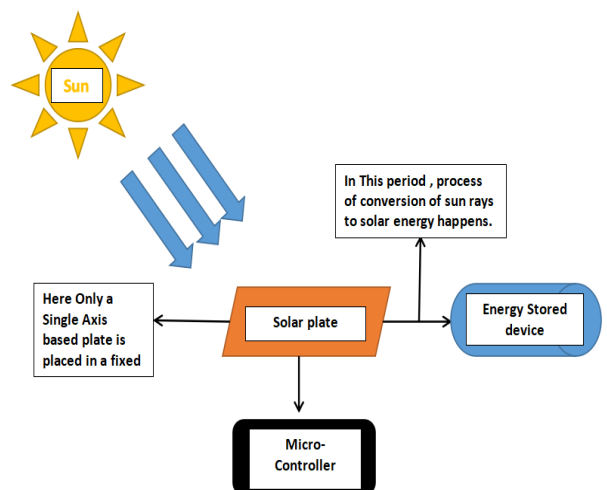 Sun
In This period , process
of conversion of sun rays
to solar energy happens.
Here Only a
Single Axis
based plate is
placed in a fixed
Solar plate
Energy Stored
device
Micro-
Controller